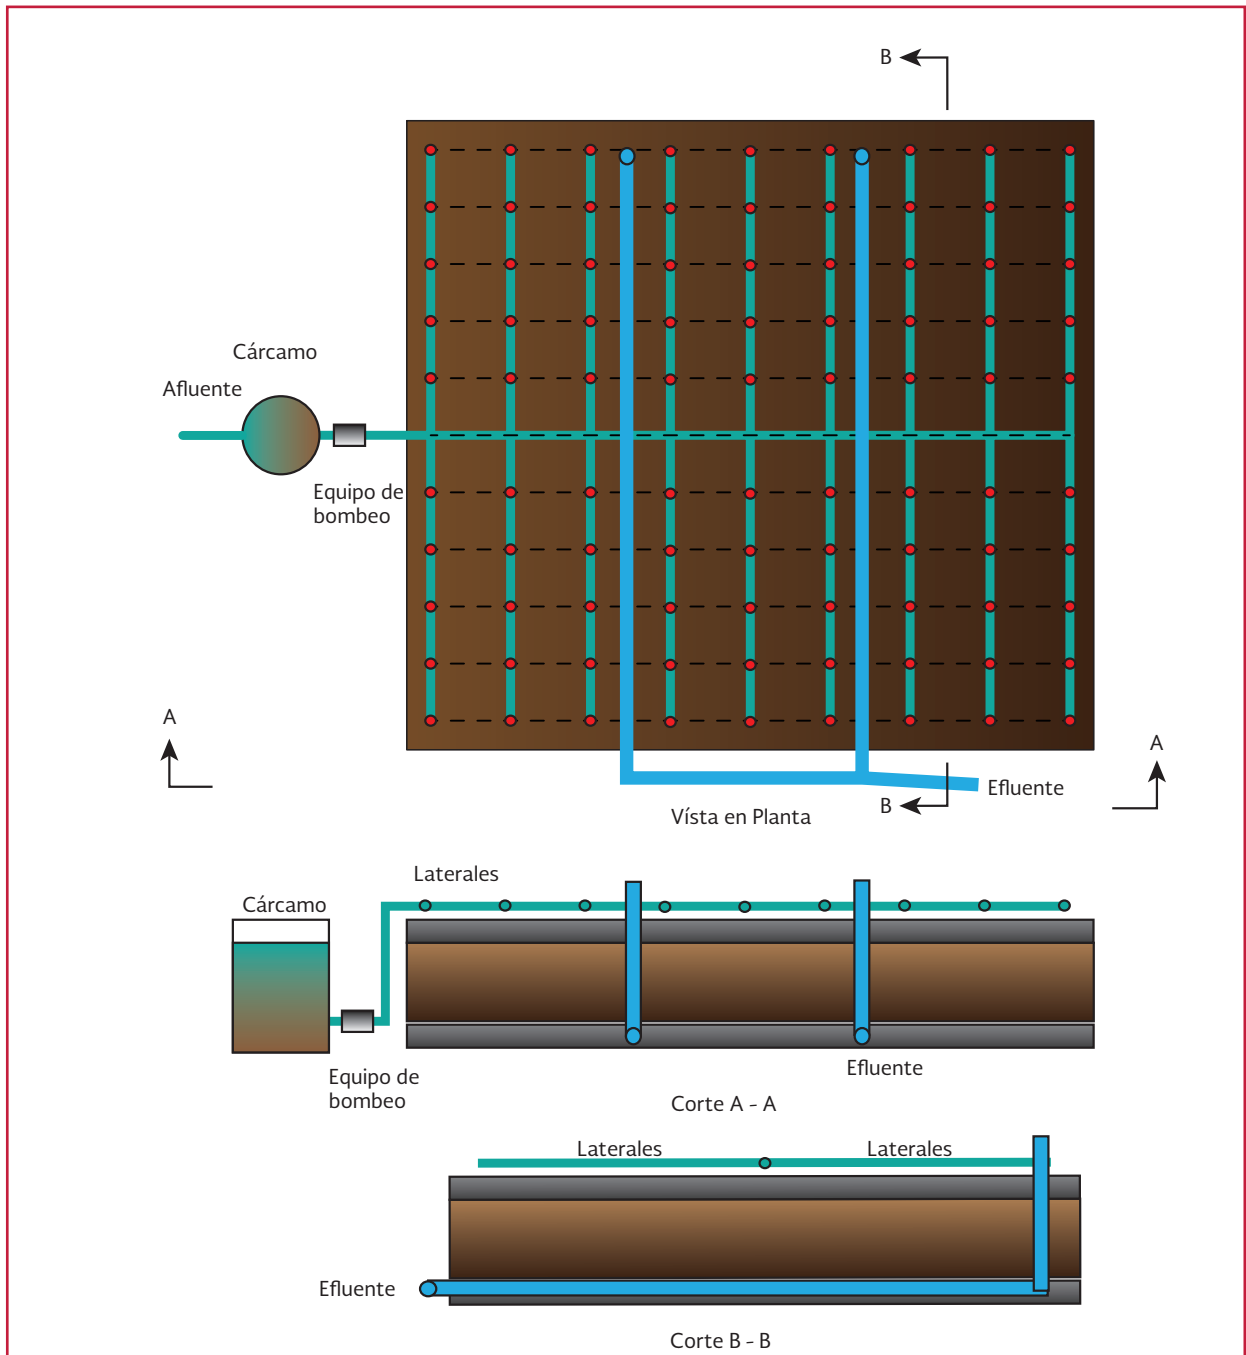 B
Cárcamo
Afluente
Equipo de
bombeo
A
A
Efluente
B
Vísta en Planta
Laterales
Cárcamo
Equipo de
bombeo
Efluente
Corte A - A
Laterales
Laterales
Efluente
Corte B - B